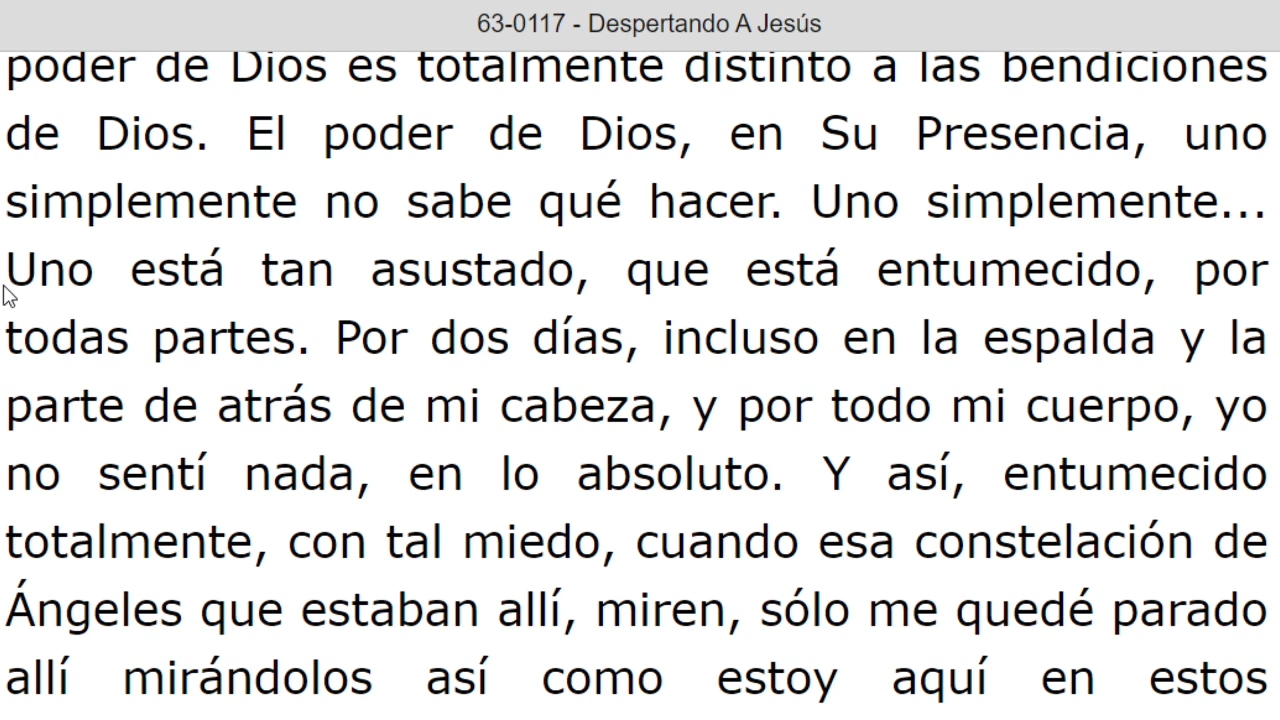 63-0117 - Despertando A Jesús
poder de Dios es totalmente distinto a las bendiciones
de Dios. El poder de Dios, en Su Presencia, uno
simplemente no sabe qué hacer. Uno simplemente...
Uno está tan asustado, que está entumecido, por
todas partes. Por dos días, incluso en la espalda y la
parte de atrás de mi cabeza, y por todo mi cuerpo, yo
no sentí nada, en lo absoluto. Y así, entumecido
totalmente, con tal miedo, cuando esa constelación de
Ángeles que estaban allí, miren, sólo me quedé parado
allí mirándolos así como estoy aquí en estos